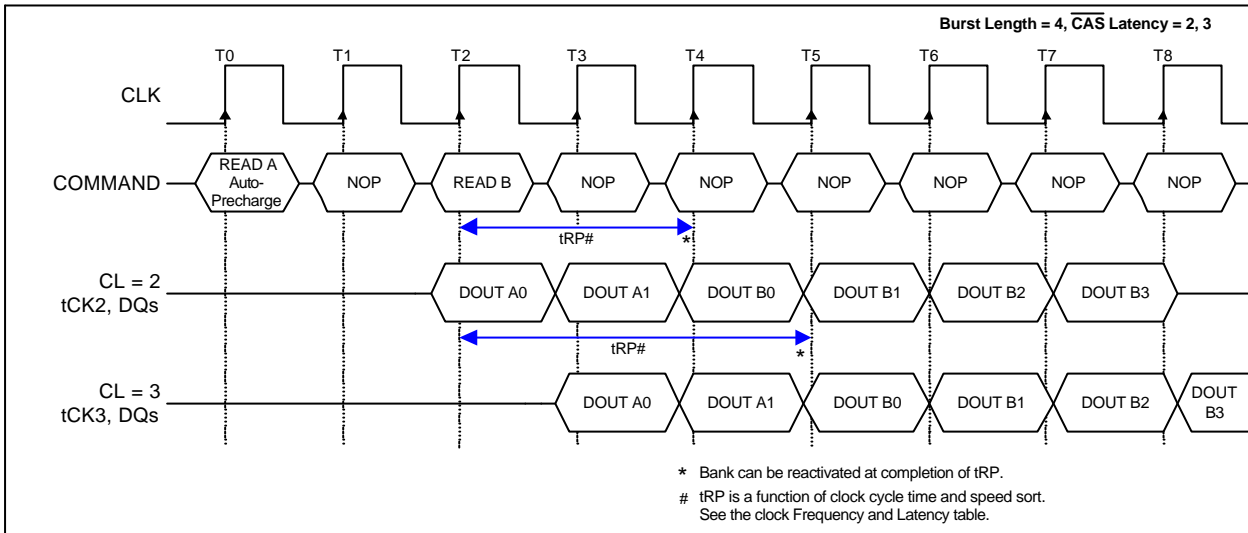 Burst Length = 4, CAS Latency = 2, 3
T0 T1 T2 T3 T4 T5 T6 T7 T8
CLK
COMMAND
READ A
Auto-
Precharge
NOP READ B NOP NOP NOP NOP NOP NOP
tRP#
*
CL = 2
tCK2, DQs
DOUT A0 DOUT A1 DOUT B0 DOUT B1 DOUT B2 DOUT B3
tRP#
*
CL = 3
tCK3, DQs
DOUT A0 DOUT A1 DOUT B0 DOUT B1 DOUT B2
DOUT
B3
* Bank can be reactivated at completion of tRP.
# tRP is a function of clock cycle time and speed sort.
See the clock Frequency and Latency table.